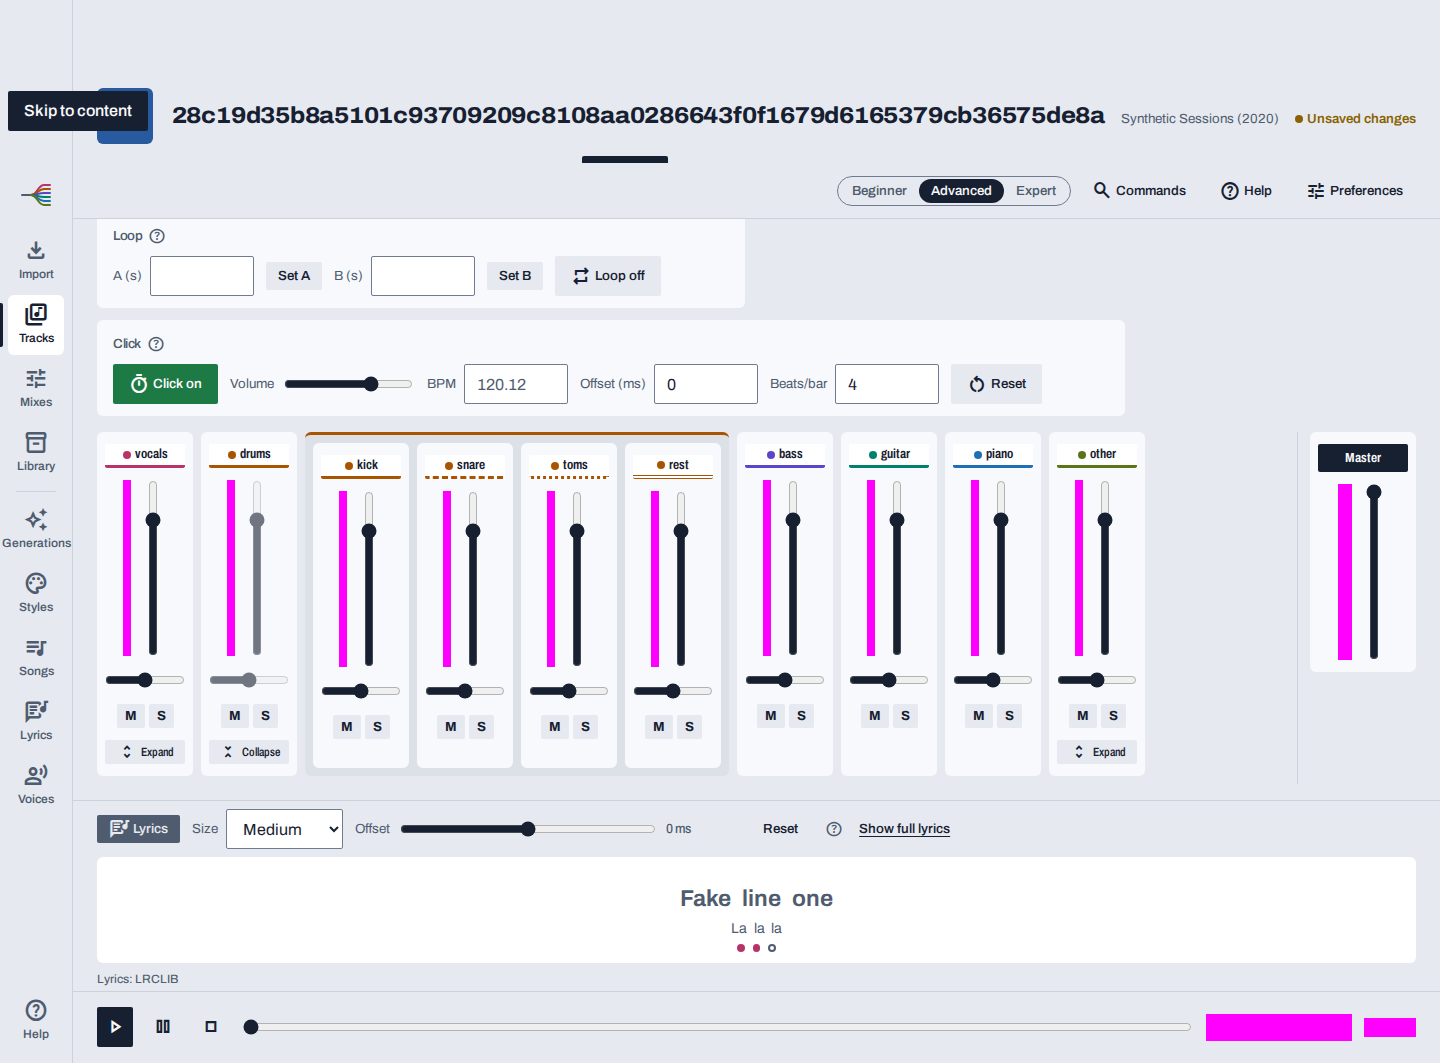 Skip to content
28c19d35b8a5101c93709209c8108aa0286643f0f1679d6165379cb36575de8a Synthetic Sessions (2020) Unsaved changes
Beginner Advanced Expert Commands Help Preferences
Import
Tracks
Mixes
Library
Generations
Styles
Songs
Lyrics
Voices
Help
Loop
A (s) Set A B (s) Set B Loop off
Click
Click on Volume BPM 120.12 Offset (ms) 0 Beats/bar 4 Reset
vocals drums kick snare toms rest bass guitar piano other Master
M S M S M S M S M S M S M S M S M S M S
Expand Collapse Expand
Lyrics Size Medium Offset 0 ms Reset Show full lyrics
Fake line one
La la la
Lyrics: LRCLIB